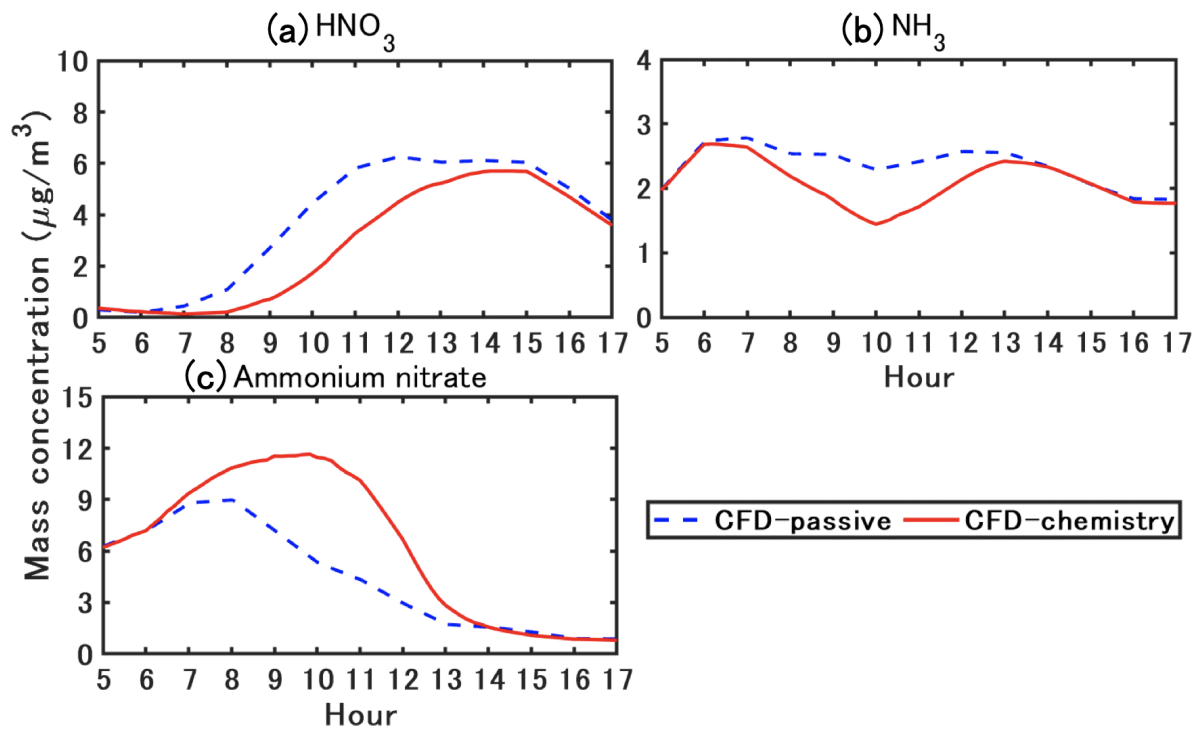 (a) HNO3
(b) NH3
Mass concentration (μg/m³)
10
8
6
4
2
0
5 6 7 8 9 10 11 12 13 14 15 16 17
4
3
2
1
0
5 6 7 8 9 10 11 12 13 14 15 16 17
Hour
(c) Ammonium nitrate
15
12
9
6
3
0
5 6 7 8 9 10 11 12 13 14 15 16 17
Hour
CFD-passive CFD-chemistry